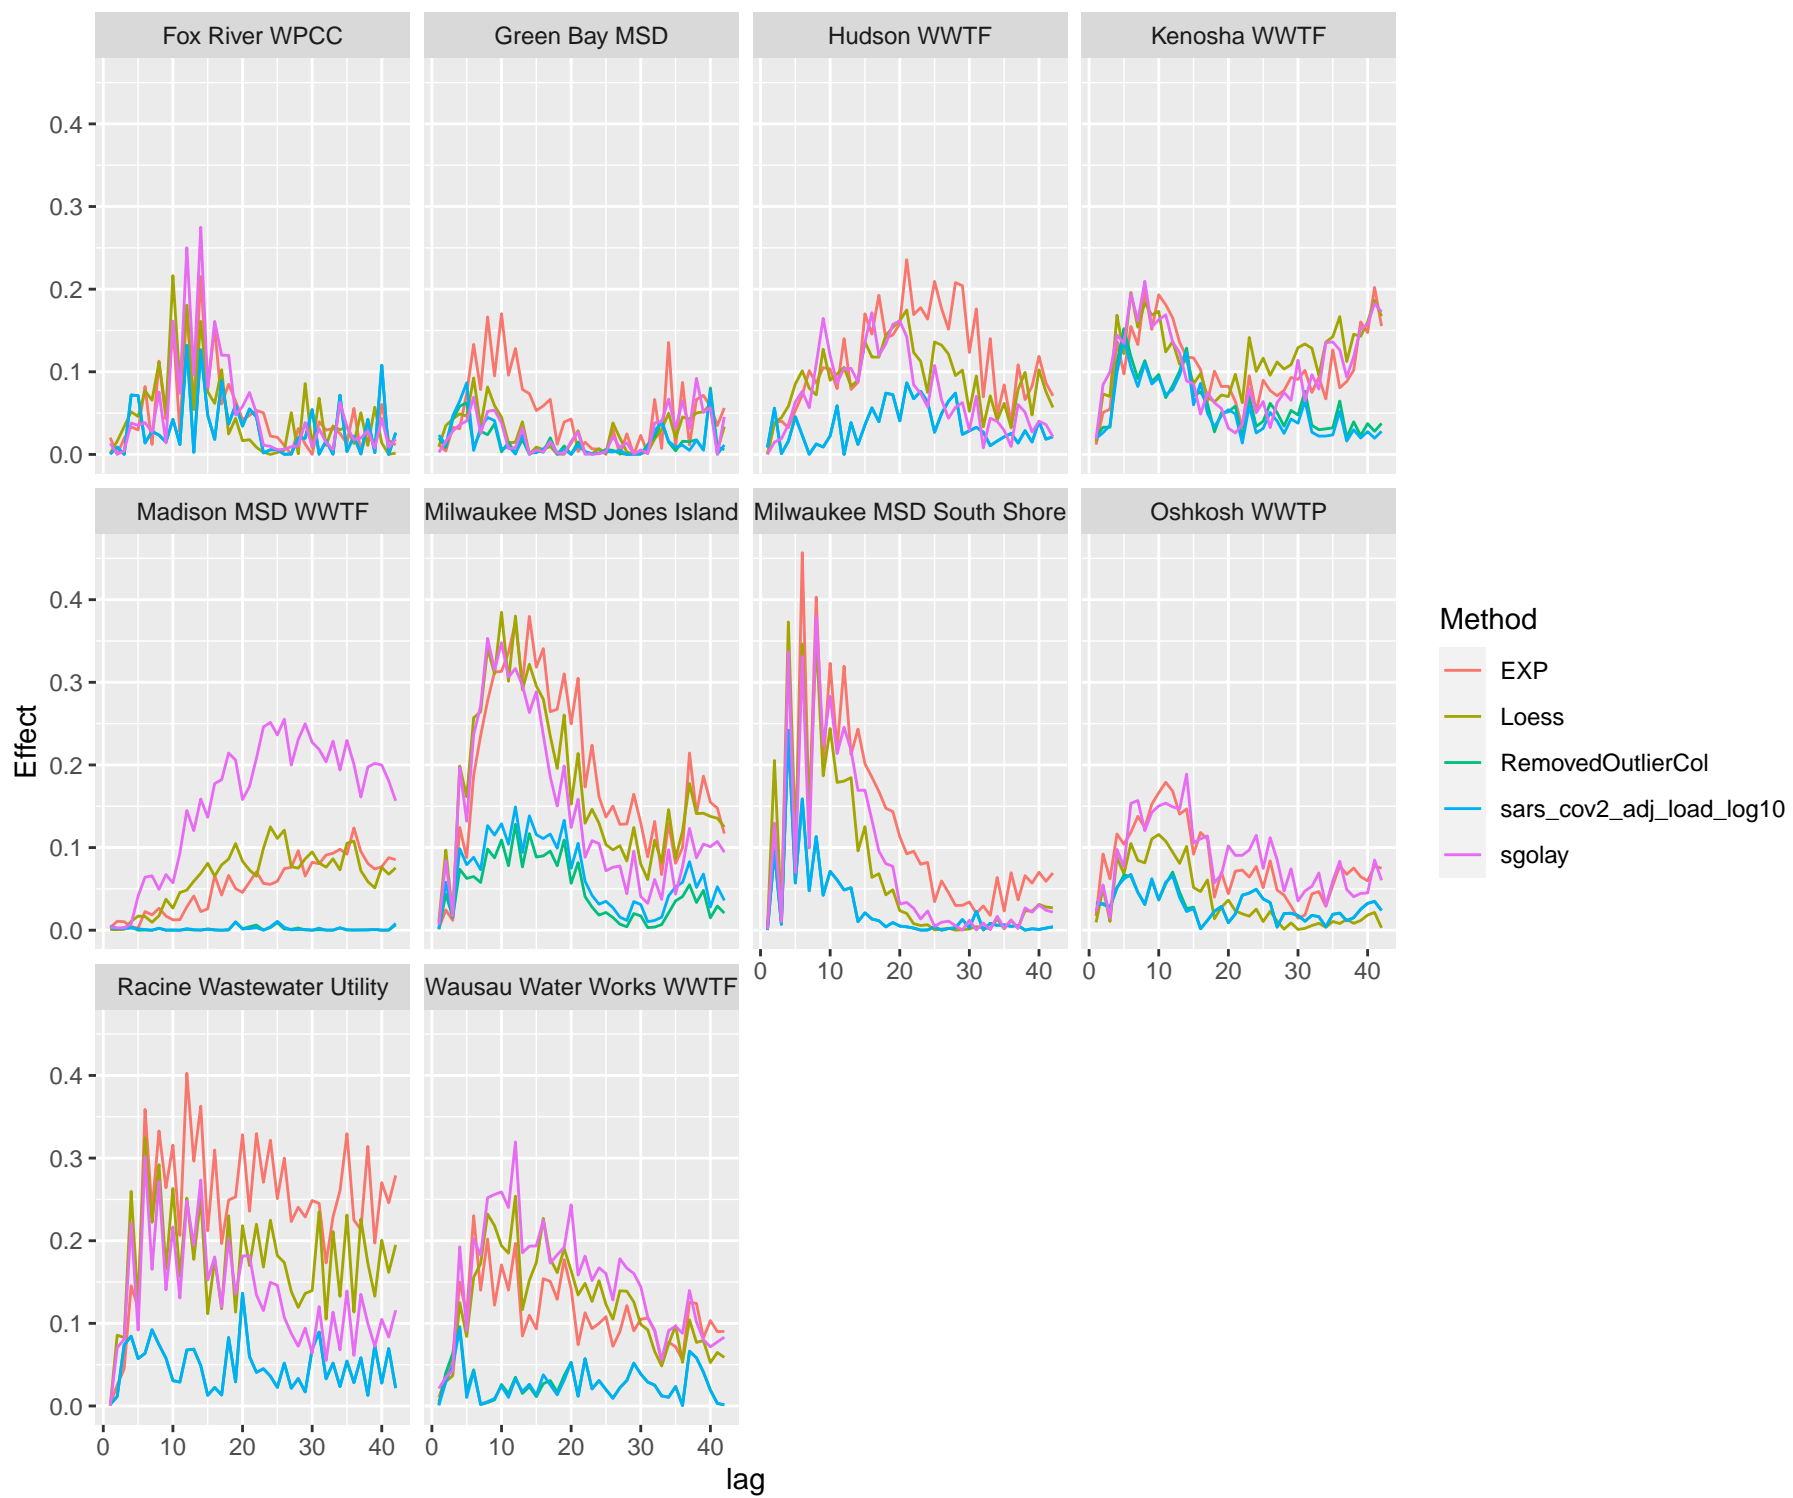 Fox River WPCC
Green Bay MSD
Hudson WWTF
Kenosha WWTF
0.4
0.3
0.2
0.1
0.0
Madison MSD WWTF
Milwaukee MSD Jones Island
Milwaukee MSD South Shore
Oshkosh WWTP
0.4
0.3
0.2
0.1
0.0
0 10 20 30 40
0 10 20 30 40
Racine Wastewater Utility
Wausau Water Works WWTF
0.4
0.3
0.2
0.1
0.0
0 10 20 30 40
0 10 20 30 40
Effect
lag
Method
EXP
Loess
RemovedOutlierCol
sars_cov2_adj_load_log10
sgolay